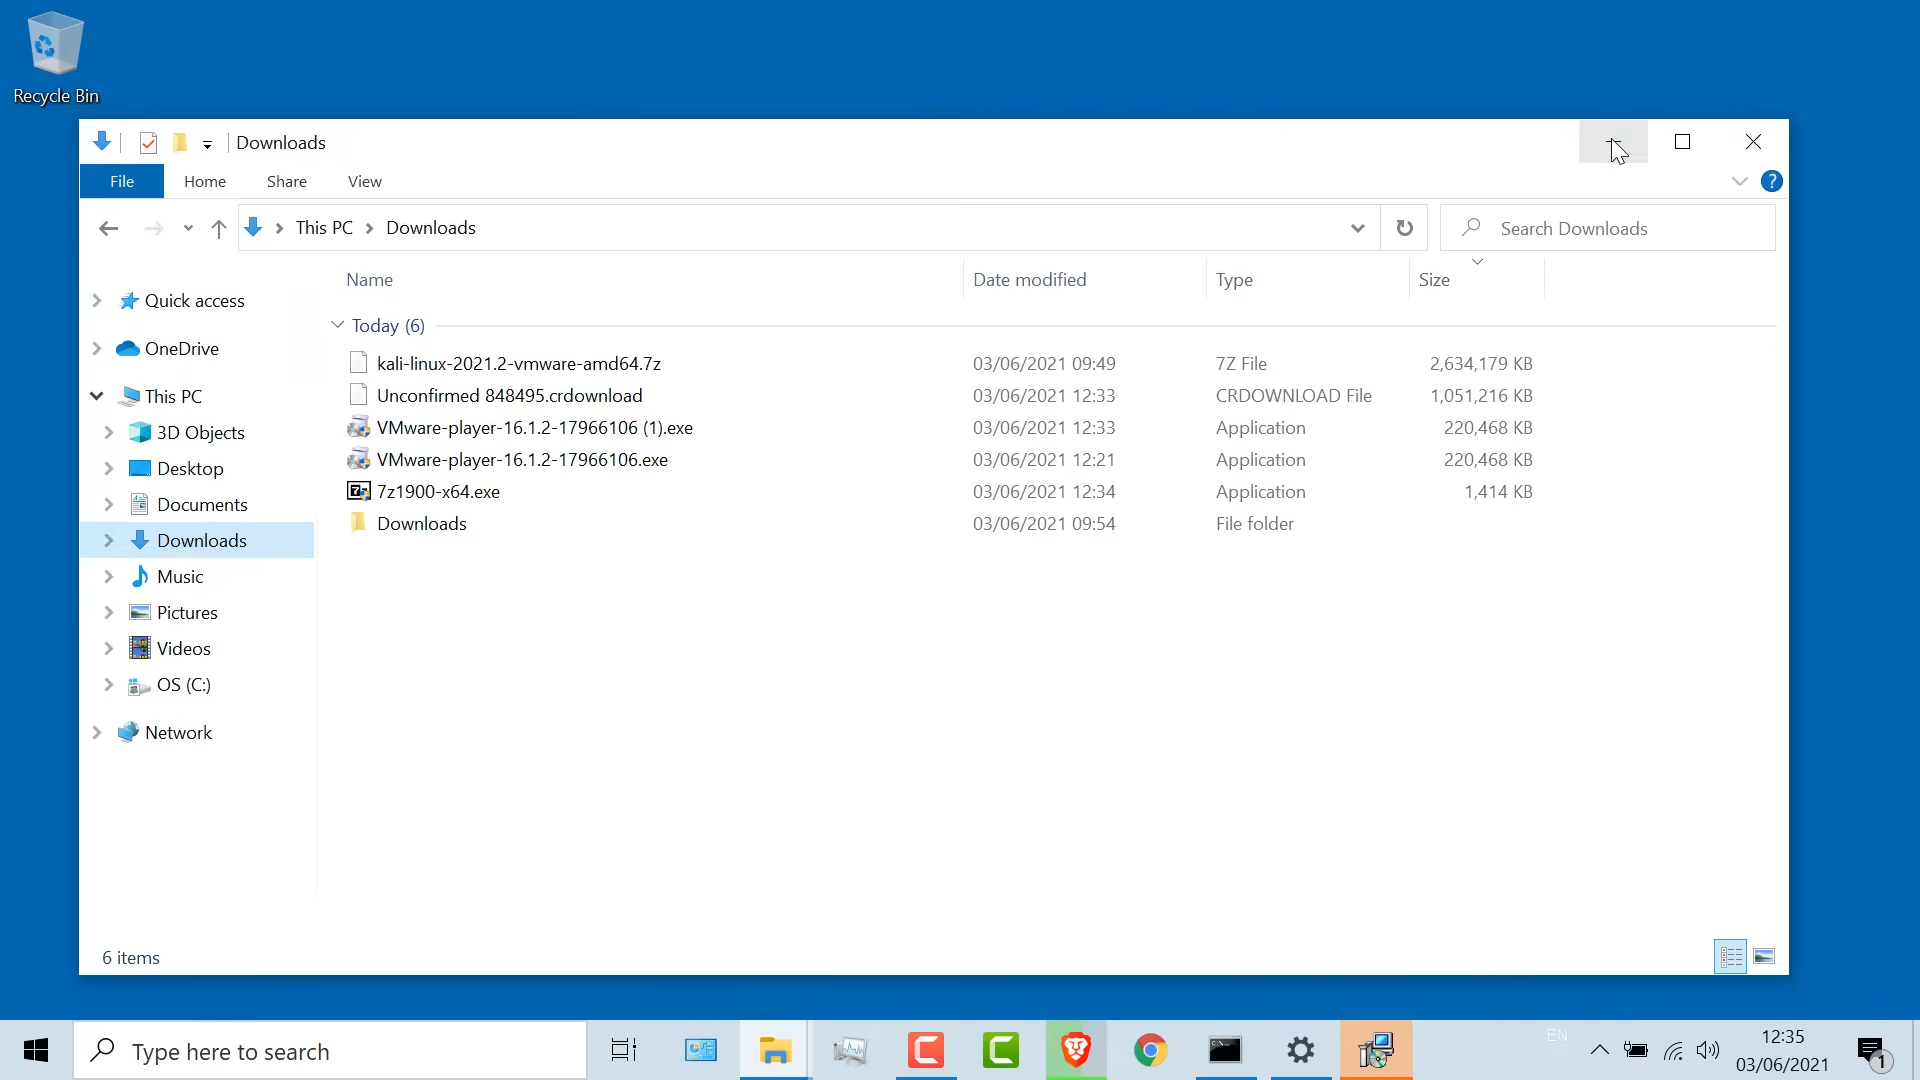 Recycle Bin
Downloads
File Home Share View
This PC Downloads
Search Downloads
Name Date modified Type Size
Today (6)
kali-linux-2021.2-vmware-amd64.7z 03/06/2021 09:49 7Z File 2,634,179 KB
Unconfirmed 848495.crdownload 03/06/2021 12:33 CRDOWNLOAD File 1,051,216 KB
VMware-player-16.1.2-17966106 (1).exe 03/06/2021 12:33 Application 220,468 KB
VMware-player-16.1.2-17966106.exe 03/06/2021 12:21 Application 220,468 KB
7z1900-x64.exe 03/06/2021 12:34 Application 1,414 KB
Downloads 03/06/2021 09:54 File folder
Quick access
OneDrive
This PC
3D Objects
Desktop
Documents
Downloads
Music
Pictures
Videos
OS (C:)
Network
6 items
Type here to search
EN
12:35
03/06/2021
1